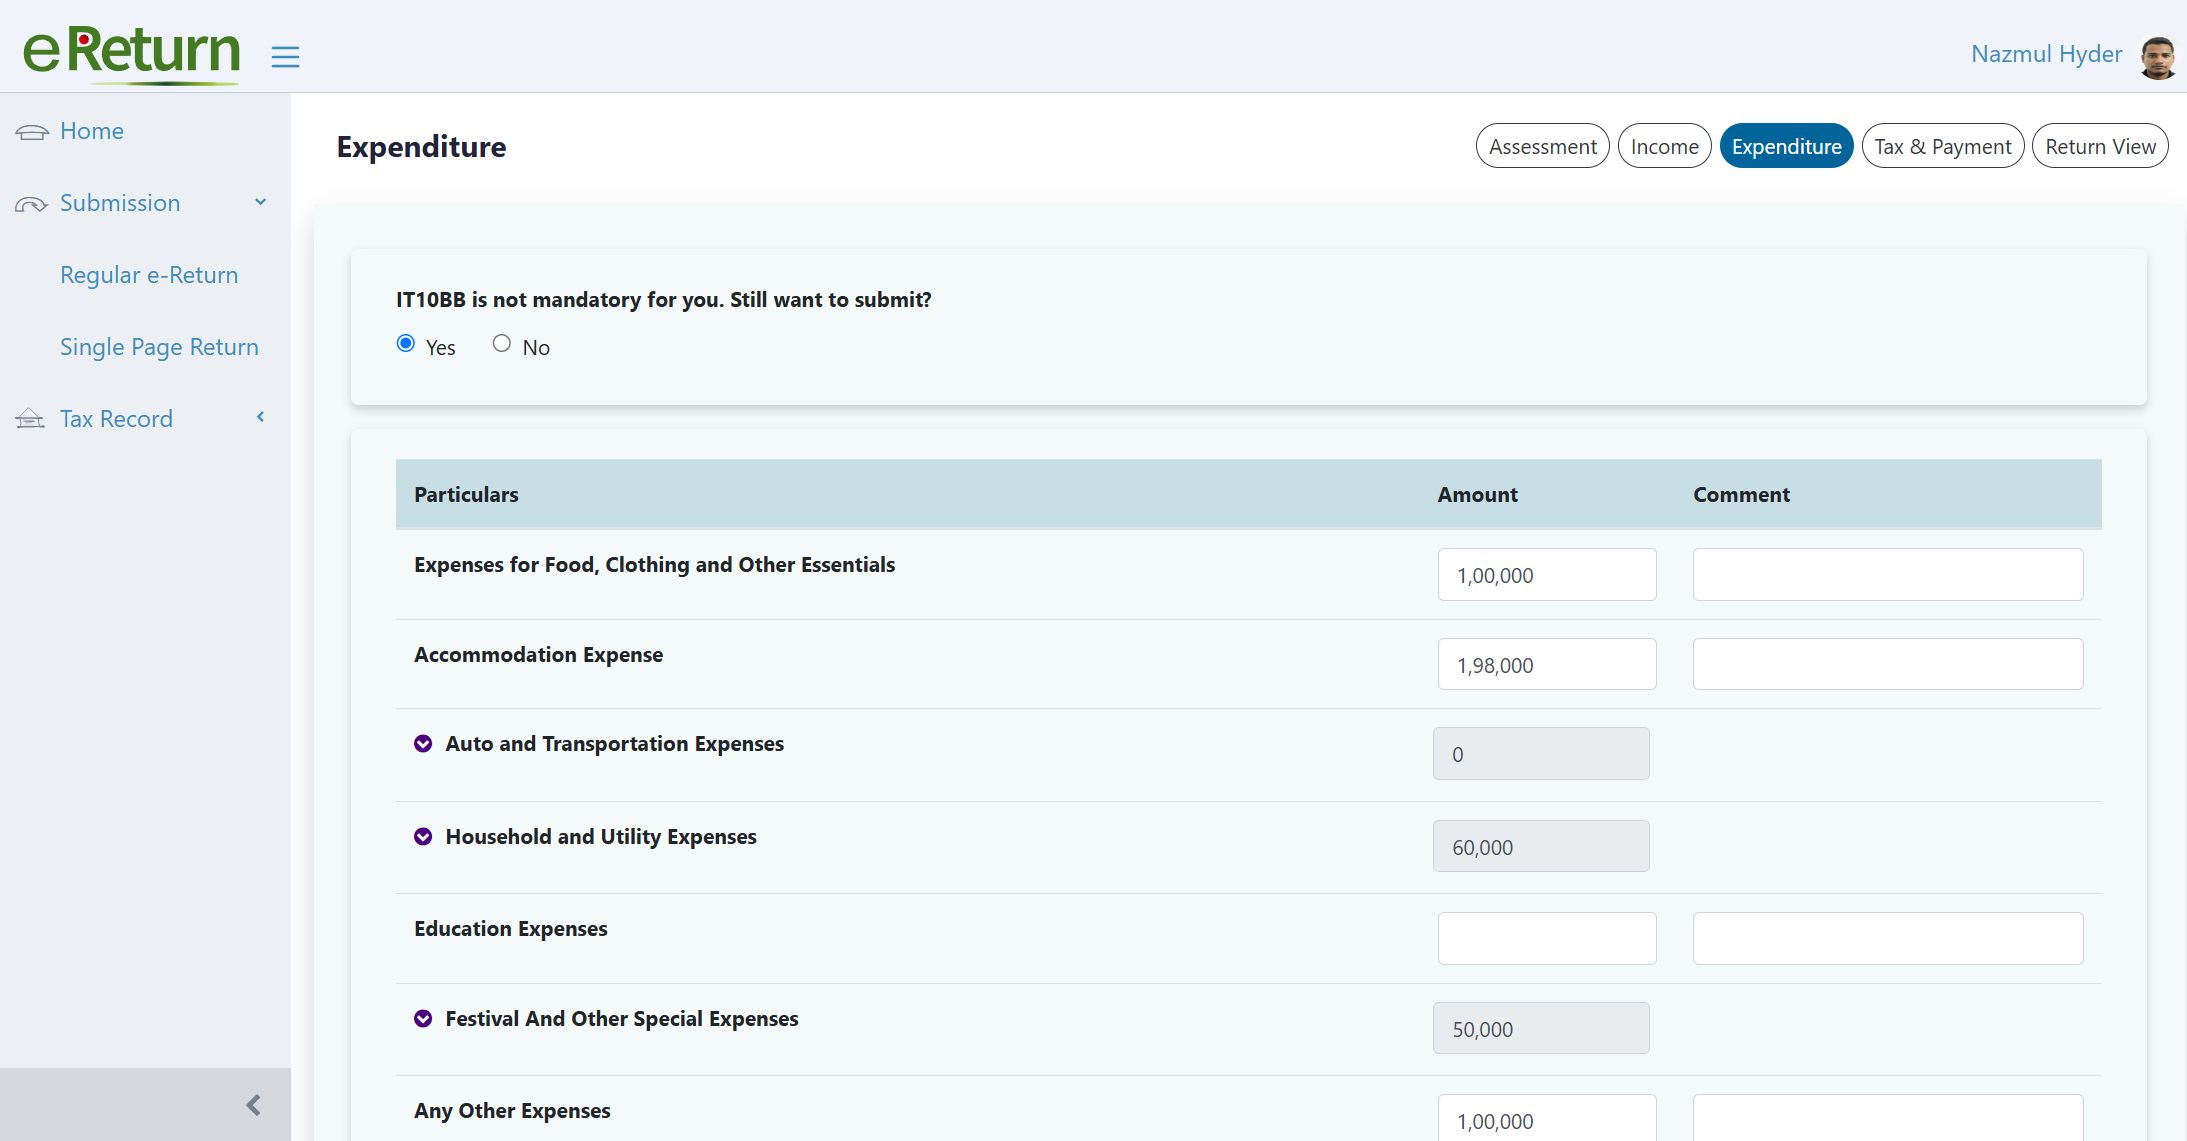 eReturn
Nazmul Hyder
Home
Submission
Regular e-Return
Single Page Return
Tax Record
Expenditure
Assessment Income Expenditure Tax & Payment Return View
IT10BB is not mandatory for you. Still want to submit?
Yes No
Particulars Amount Comment
Expenses for Food, Clothing and Other Essentials 1,00,000
Accommodation Expense 1,98,000
Auto and Transportation Expenses 0
Household and Utility Expenses 60,000
Education Expenses
Festival And Other Special Expenses 50,000
Any Other Expenses 1,00,000